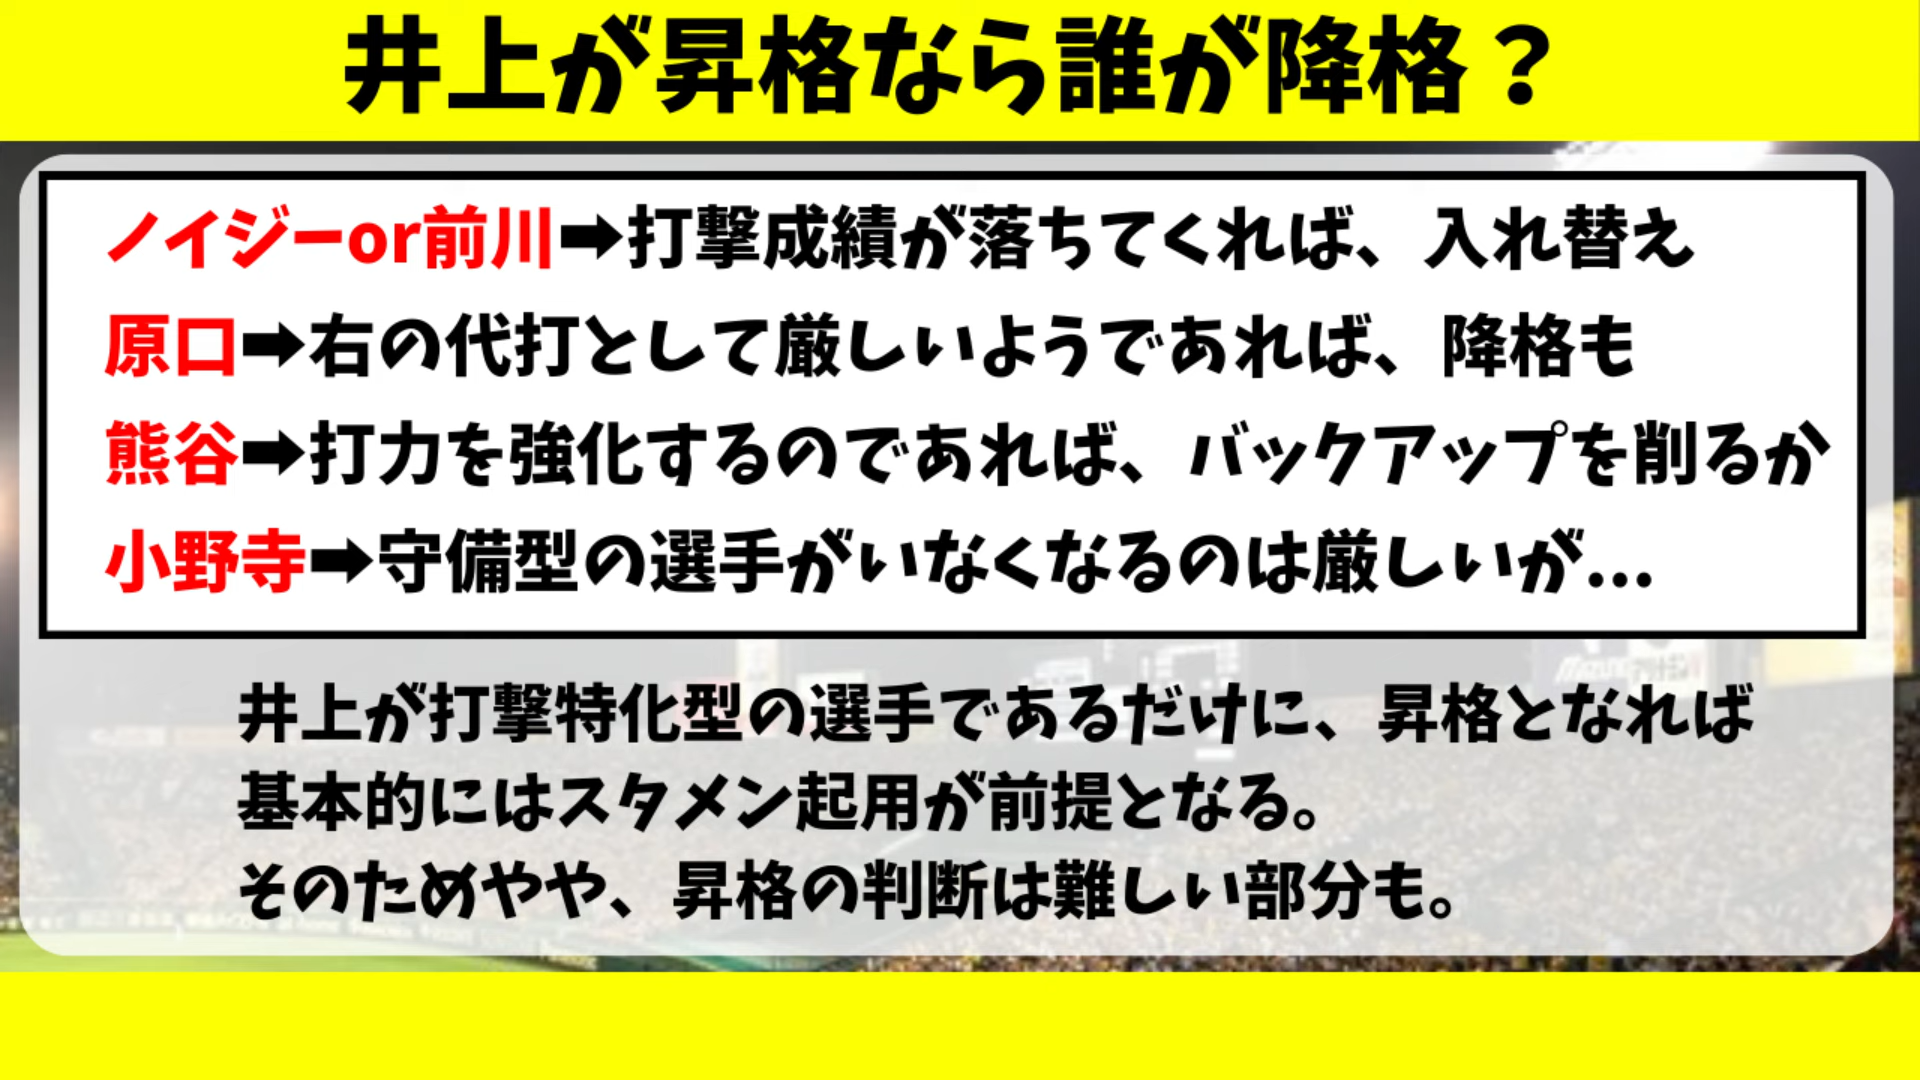 井上が昇格なら誰が降格？
ノイジーor前川➡打撃成績が落ちてくれば、入れ替え
原口➡右の代打として厳しいようであれば、降格も
熊谷➡打力を強化するのであれば、バックアップを削るか
小野寺➡守備型の選手がいなくなるのは厳しいが...
井上が打撃特化型の選手であるだけに、昇格となれば
基本的にはスタメン起用が前提となる。
そのためやや、昇格の判断は難しい部分も。